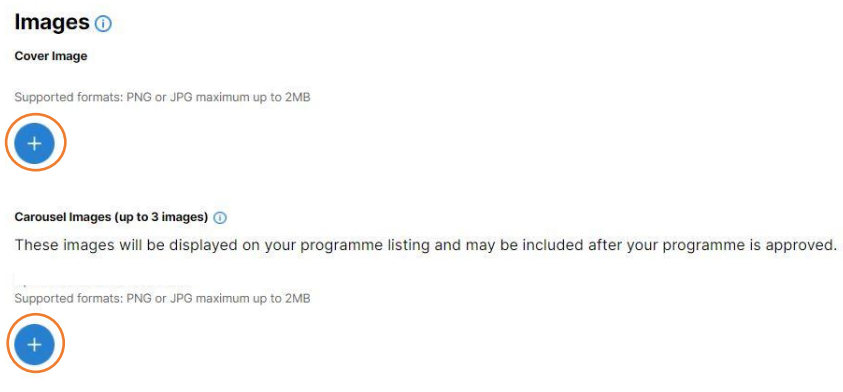 Images
Cover Image
Supported formats: PNG or JPG maximum up to 2MB
+
Carousel Images (up to 3 images)
These images will be displayed on your programme listing and may be included after your programme is approved.
Supported formats: PNG or JPG maximum up to 2MB
+